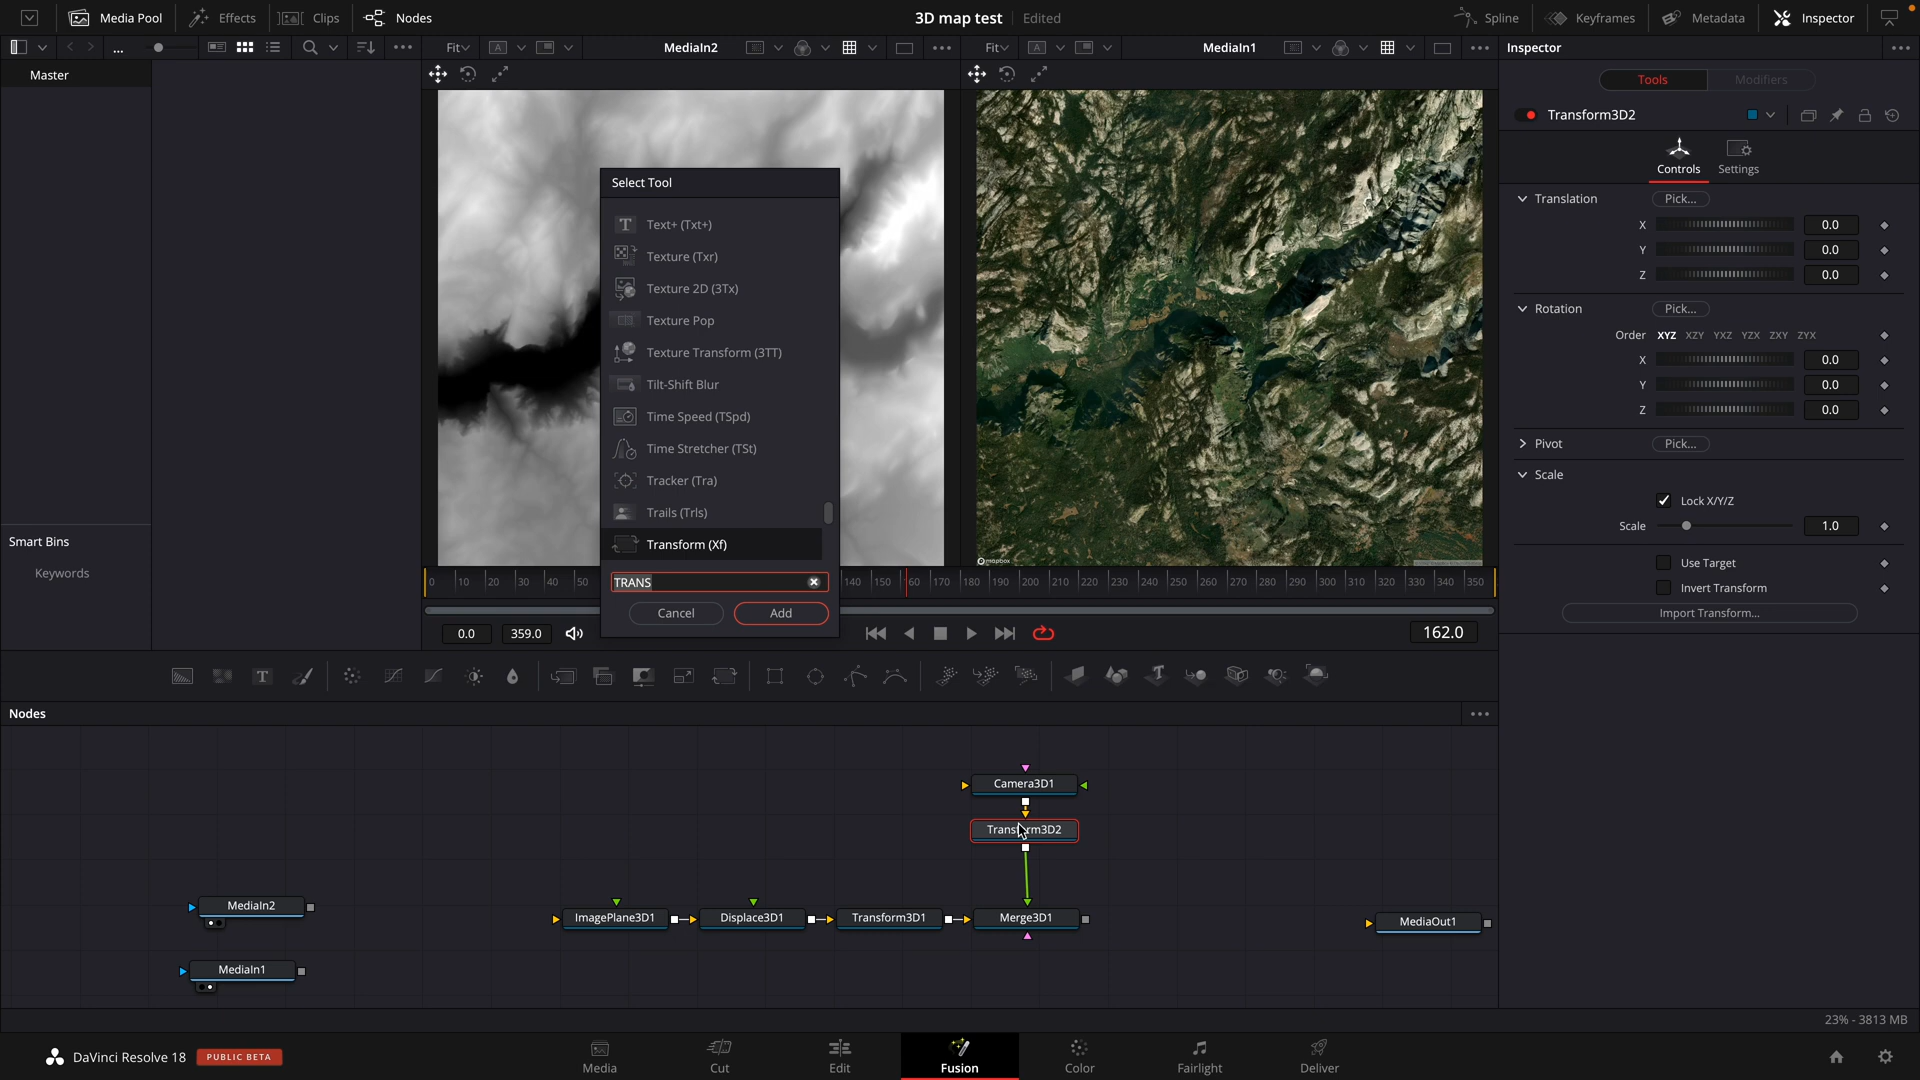 Media Pool
Effects
Clips
Nodes
3D map test
Edited
Spline
Keyframes
Metadata
Inspector
...
Fit
A
MediaIn2
Fit
A
MediaIn1
Inspector
Master
Tools
Modifiers
Transform3D2
Controls
Settings
Select Tool
Text+ (Txt+)
Texture (Txr)
Texture 2D (3Tx)
Texture Pop
Texture Transform (3TT)
Tilt-Shift Blur
Time Speed (TSpd)
Time Stretcher (TSt)
Tracker (Tra)
Trails (Trls)
Transform (Xf)
TRANS
Cancel
Add
Translation
Pick...
X
0.0
Y
0.0
Z
0.0
Rotation
Pick...
Order
XYZ
XZY
YXZ
YZX
ZXY
ZYX
X
0.0
Y
0.0
Z
0.0
Pivot
Pick...
Scale
Lock X/Y/Z
Scale
1.0
Use Target
Invert Transform
Import Transform...
mapbox
Smart Bins
Keywords
0 10 20 30 40 50 140 150 160 170 180 190 200 210 220 230 240 250 260 270 280 290 300 310 320 330 340 350
0.0
359.0
162.0
Nodes
Camera3D1
Transform3D2
MediaIn2
ImagePlane3D1
Displace3D1
Transform3D1
Merge3D1
MediaOut1
MediaIn1
23% - 3813 MB
DaVinci Resolve 18
PUBLIC BETA
Media
Cut
Edit
Fusion
Color
Fairlight
Deliver